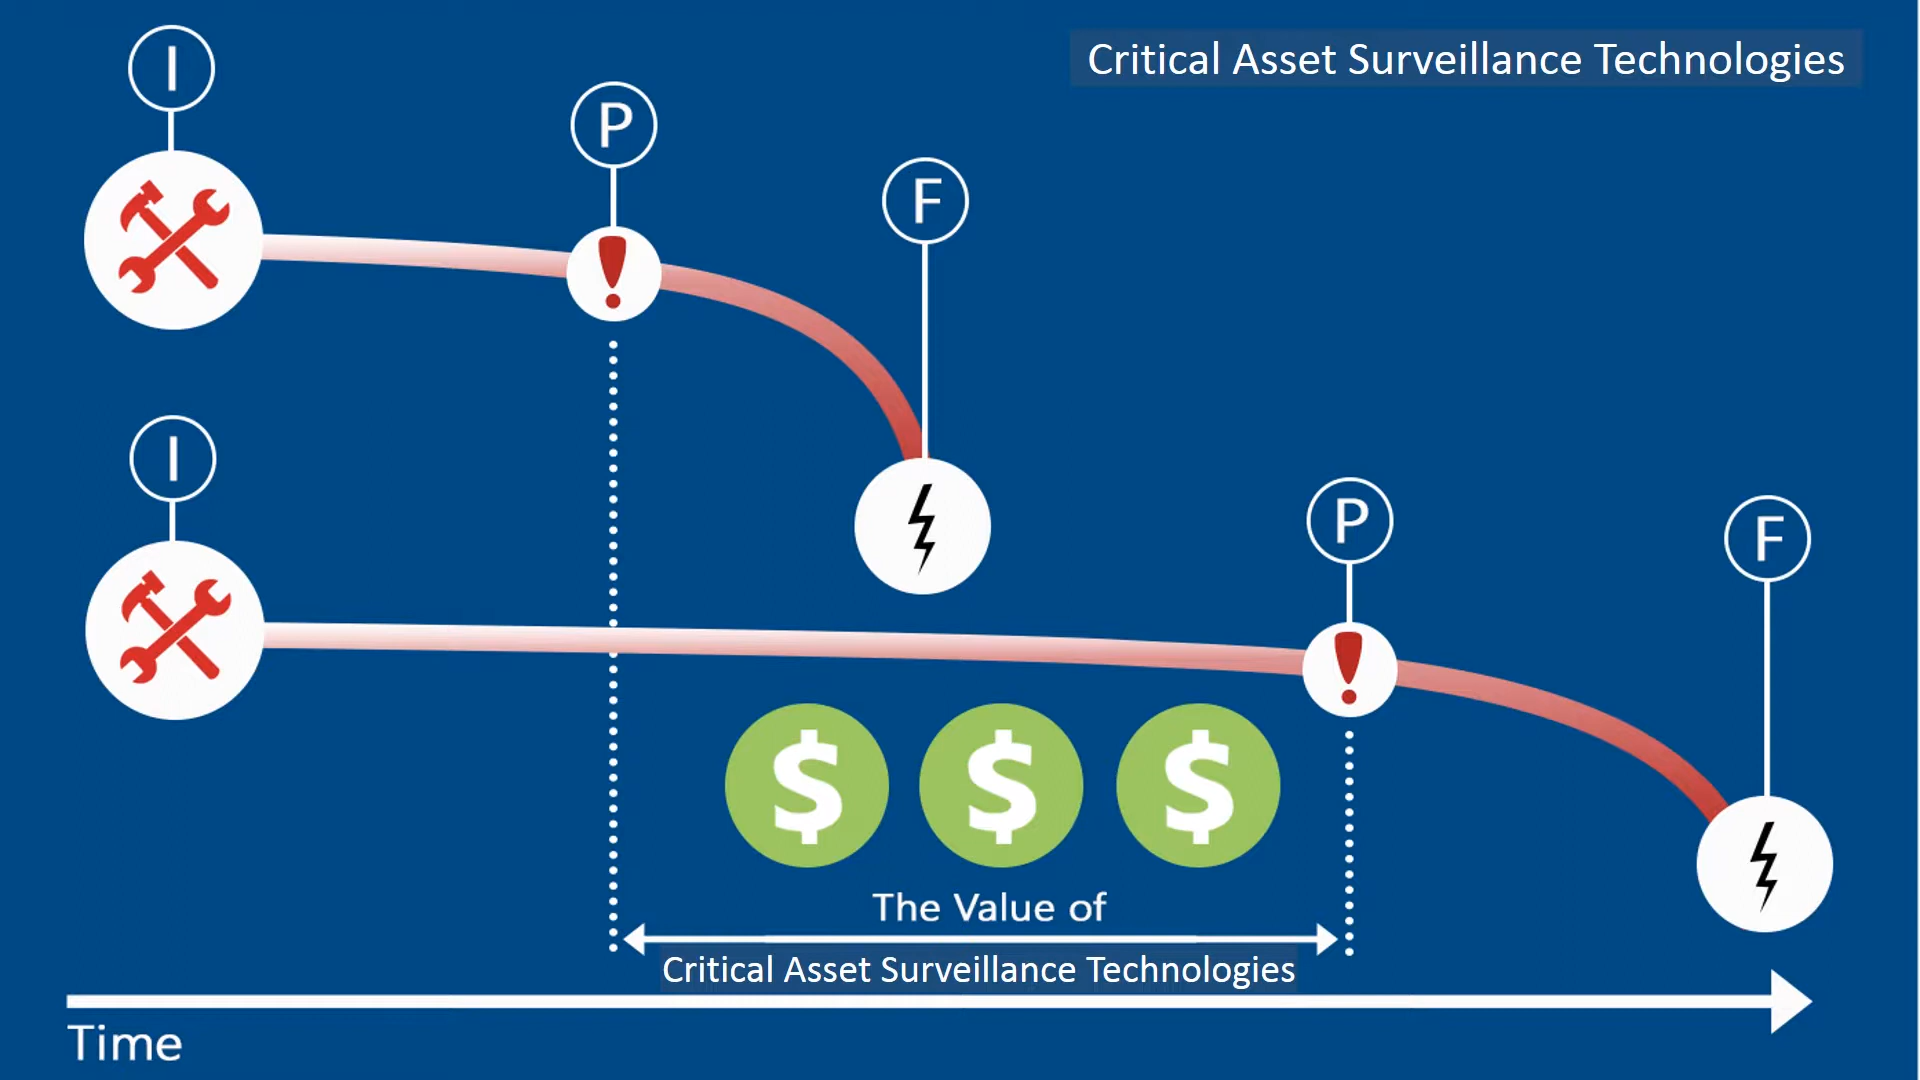 Critical Asset Surveillance Technologies
I
P
F
I
P
F
$ $ $
The Value of
Critical Asset Surveillance Technologies
Time